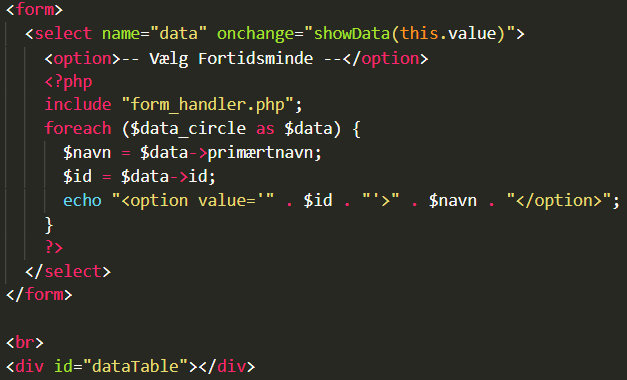 <form>
<select name="data" onchange="showData(this.value)">
<option>-- Vælg Fortidsminde --</option>
<?php
include "form_handler.php";
foreach ($data_circle as $data) {
$navn = $data->primærtnavn;
$id = $data->id;
echo "<option value='" . $id . "'>" . $navn . "</option>";
}
?>
</select>
</form>
<br>
<div id="dataTable"></div>